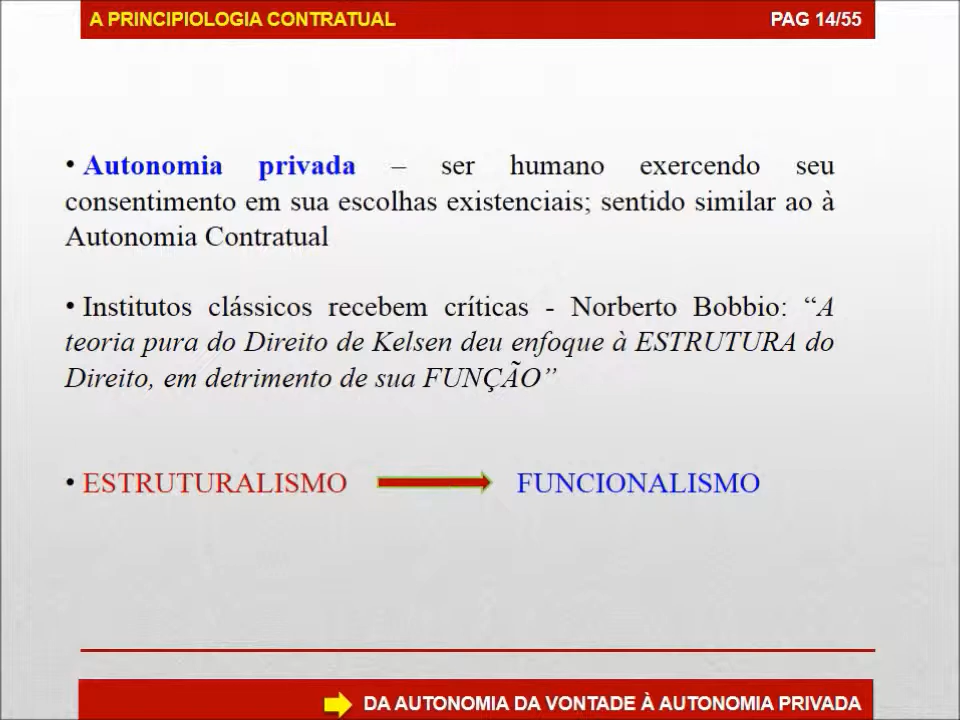 A PRINCIPIOLOGIA CONTRATUAL PAG 14/55
• Autonomia privada – ser humano exercendo seu
consentimento em sua escolhas existenciais; sentido similar ao à
Autonomia Contratual
• Institutos clássicos recebem críticas - Norberto Bobbio: “A
teoria pura do Direito de Kelsen deu enfoque à ESTRUTURA do
Direito, em detrimento de sua FUNÇÃO”
• ESTRUTURALISMO FUNCIONALISMO
DA AUTONOMIA DA VONTADE À AUTONOMIA PRIVADA